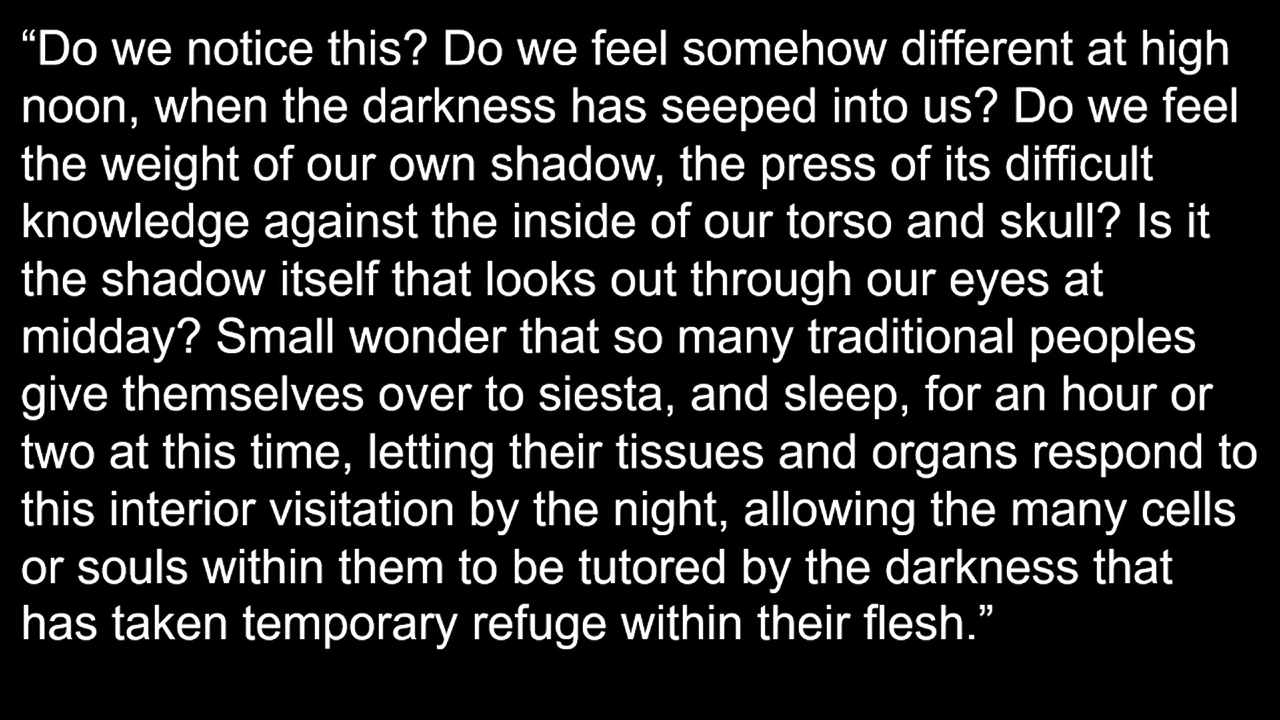 “Do we notice this? Do we feel somehow different at high
noon, when the darkness has seeped into us? Do we feel
the weight of our own shadow, the press of its difficult
knowledge against the inside of our torso and skull? Is it
the shadow itself that looks out through our eyes at
midday? Small wonder that so many traditional peoples
give themselves over to siesta, and sleep, for an hour or
two at this time, letting their tissues and organs respond to
this interior visitation by the night, allowing the many cells
or souls within them to be tutored by the darkness that
has taken temporary refuge within their flesh.”